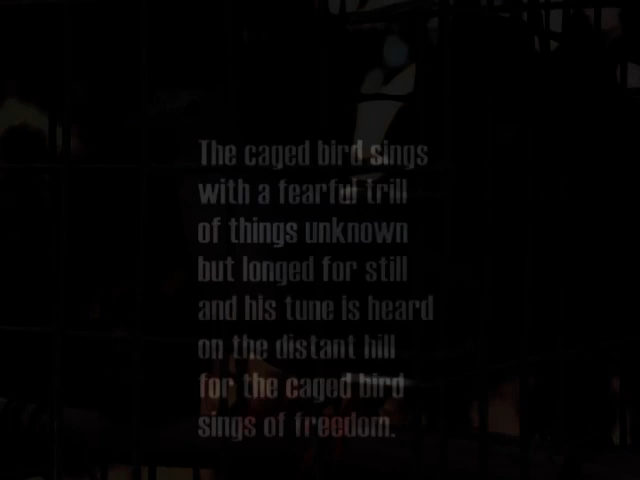 The caged bird sings
with a fearful trill
of things unknown
but longed for still
and his tune is heard
on the distant hill
for the caged bird
sings of freedom.